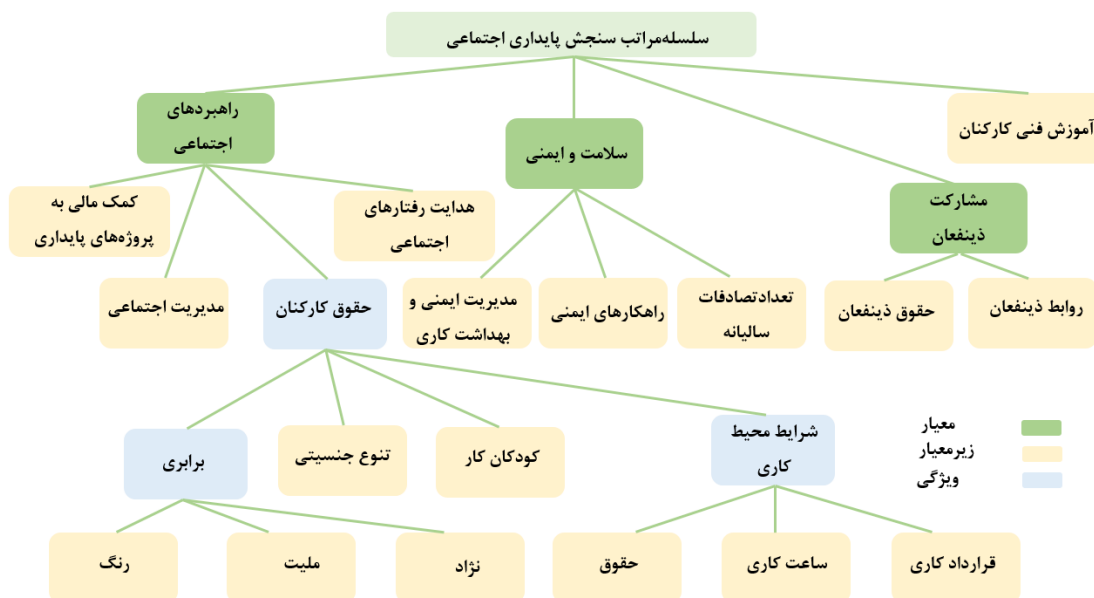 سلسله‌مراتب سنجش پایداری اجتماعی
آموزش فنی کارکنان
مشارکت
ذینفعان
سلامت و ایمنی
راهبردهای
اجتماعی
روابط ذینفعان
حقوق ذینفعان
تعدادتصادفات
سالیانه
راهکارهای ایمنی
مدیریت ایمنی و
بهداشت کاری
هدایت رفتارهای
اجتماعی
حقوق کارکنان
مدیریت اجتماعی
کمک مالی به
پروژه‌های پایداری
شرایط محیط
کاری
کودکان کار
تنوع جنسیتی
برابری
قرارداد کاری
ساعت کاری
حقوق
نژاد
ملیت
رنگ
معیار
زیرمعیار
ویژگی